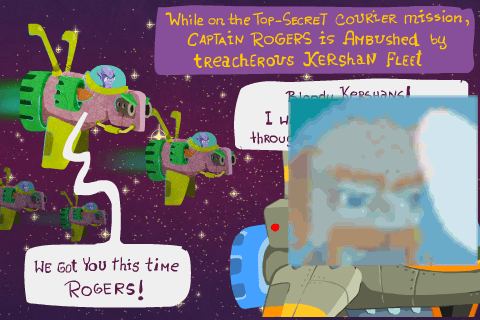 While on the Top-Secret courier mission,
Captain Rogers is Ambushed by
treacherous Kershan fleet
Bloody Kershans!
I
We got you this time
Rogers!